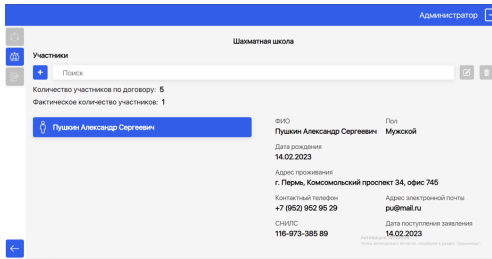 Администратор
Шахматная школа
Участники
Поиск
Количество участников по договору: 5
Фактическое количество участников: 1
Пушкин Александр Сергеевич
ФИО Пол
Пушкин Александр Сергеевич Мужской
Дата рождения
14.02.2023
Адрес проживания
г. Пермь, Комсомольский проспект 34, офис 745
Контактный телефон Адрес электронной почты
+7 (952) 952 95 29 pu@mail.ru
СНИЛС Дата поступления заявления
116-973-385 89 14.02.2023